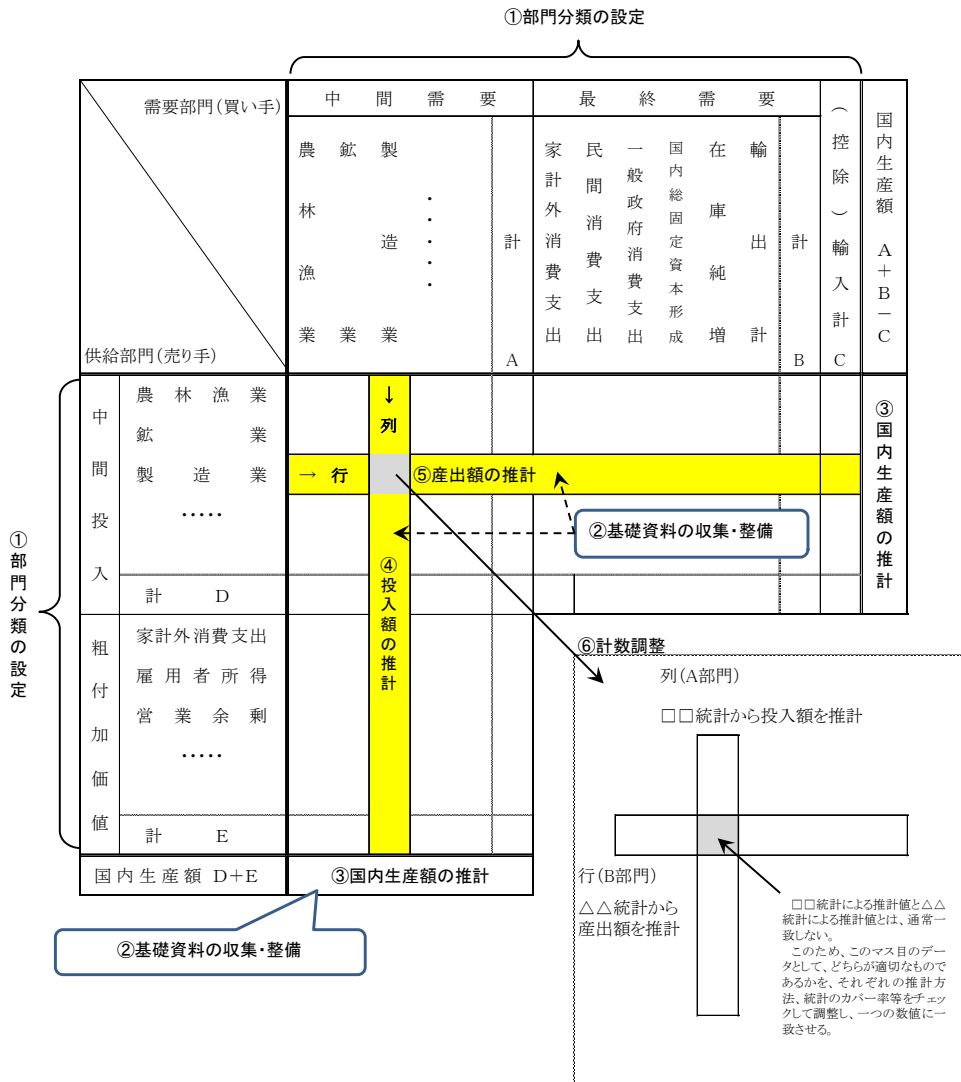 ①部門分類の設定
需要部門(買い手)
供給部門(売り手)
中間需要
最終需要
農林漁業
鉱業
製造業
・・・・・
計 A
家計外消費支出
民間消費支出
一般政府消費支出
国内総固定資本形成
在庫純増
輸出計
計 B
(控除)輸入計 C
国内生産額 A+B-C
①部門分類の設定
中間投入
農林漁業
鉱業
製造業
・・・・・
計 D
粗付加価値
家計外消費支出
雇用者所得
営業余剰
・・・・・
計 E
国内生産額 D+E
↓列
→ 行
⑤産出額の推計
②基礎資料の収集・整備
④投入額の推計
③国内生産額の推計
③国内生産額の推計
②基礎資料の収集・整備
⑥計数調整
列(A部門)
□□統計から投入額を推計
行(B部門)
△△統計から
産出額を推計
□□統計による推計値と△△
統計による推計値とは、通常一
致しない。
このため、このマス目のデー
タとして、どちらが適切なもので
あるかを、それぞれの推計方
法、統計のカバー率等をチェッ
クして調整し、一つの数値に一
致させる。